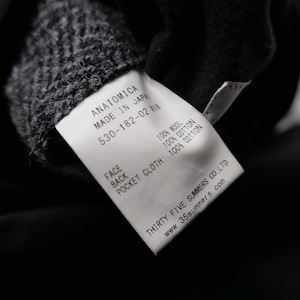 ANATOMICA
MADE IN JAPAN
530-182-02
FACE: 100% WOOL
BACK: 100% COTTON
POCKET CLOTH: 100% COTTON
THIRTY FIVE SUMMERS CO.LTD
www.35summers.com